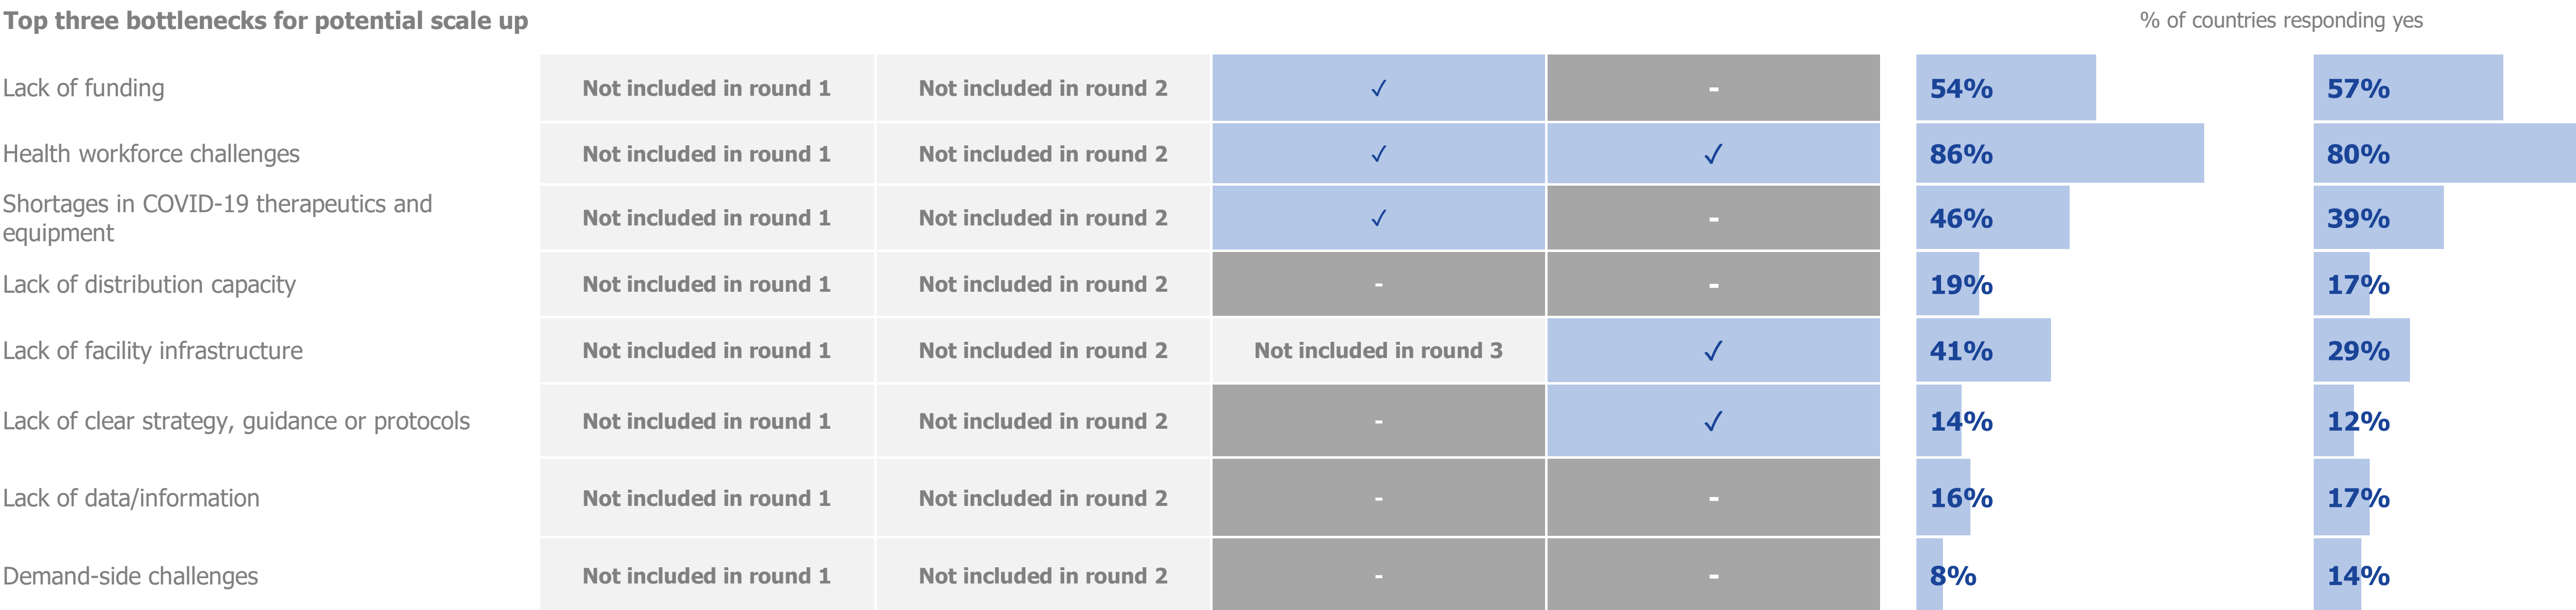 Top three bottlenecks for potential scale up % of countries responding yes
Lack of funding Not included in round 1 Not included in round 2 ✓ - 54% 57%
Health workforce challenges Not included in round 1 Not included in round 2 ✓ ✓ 86% 80%
Shortages in COVID-19 therapeutics and
equipment Not included in round 1 Not included in round 2 ✓ - 46% 39%
Lack of distribution capacity Not included in round 1 Not included in round 2 - - 19% 17%
Lack of facility infrastructure Not included in round 1 Not included in round 2 Not included in round 3 ✓ 41% 29%
Lack of clear strategy, guidance or protocols Not included in round 1 Not included in round 2 - ✓ 14% 12%
Lack of data/information Not included in round 1 Not included in round 2 - - 16% 17%
Demand-side challenges Not included in round 1 Not included in round 2 - - 8% 14%